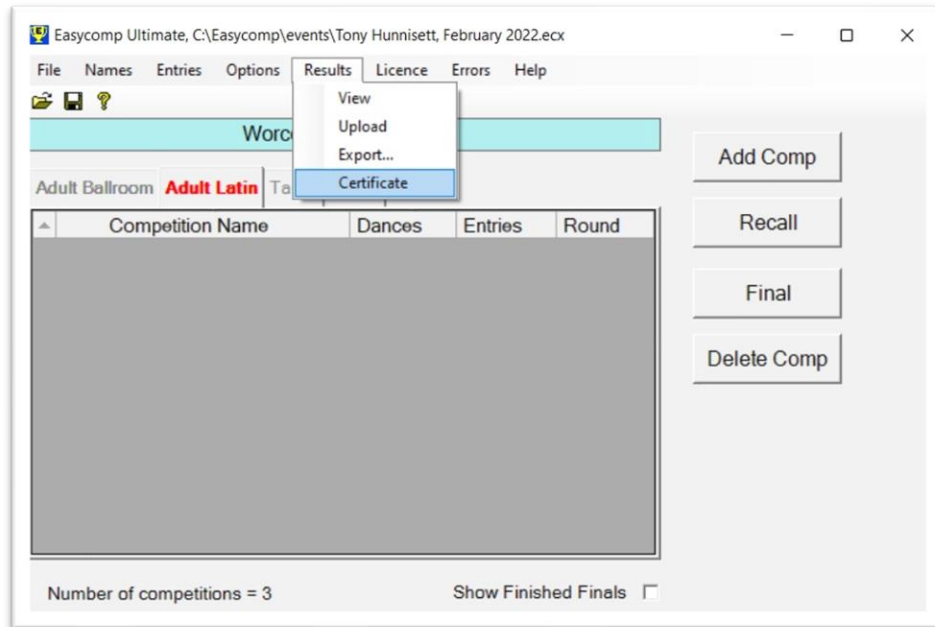 Easycomp Ultimate, C:\Easycomp\events\Tony Hunnisett, February 2022.ecx
File Names Entries Options Results Licence Errors Help
View
Upload
Export...
Certificate
Adult Ballroom Adult Latin
Competition Name Dances Entries Round
Add Comp
Recall
Final
Delete Comp
Number of competitions = 3 Show Finished Finals